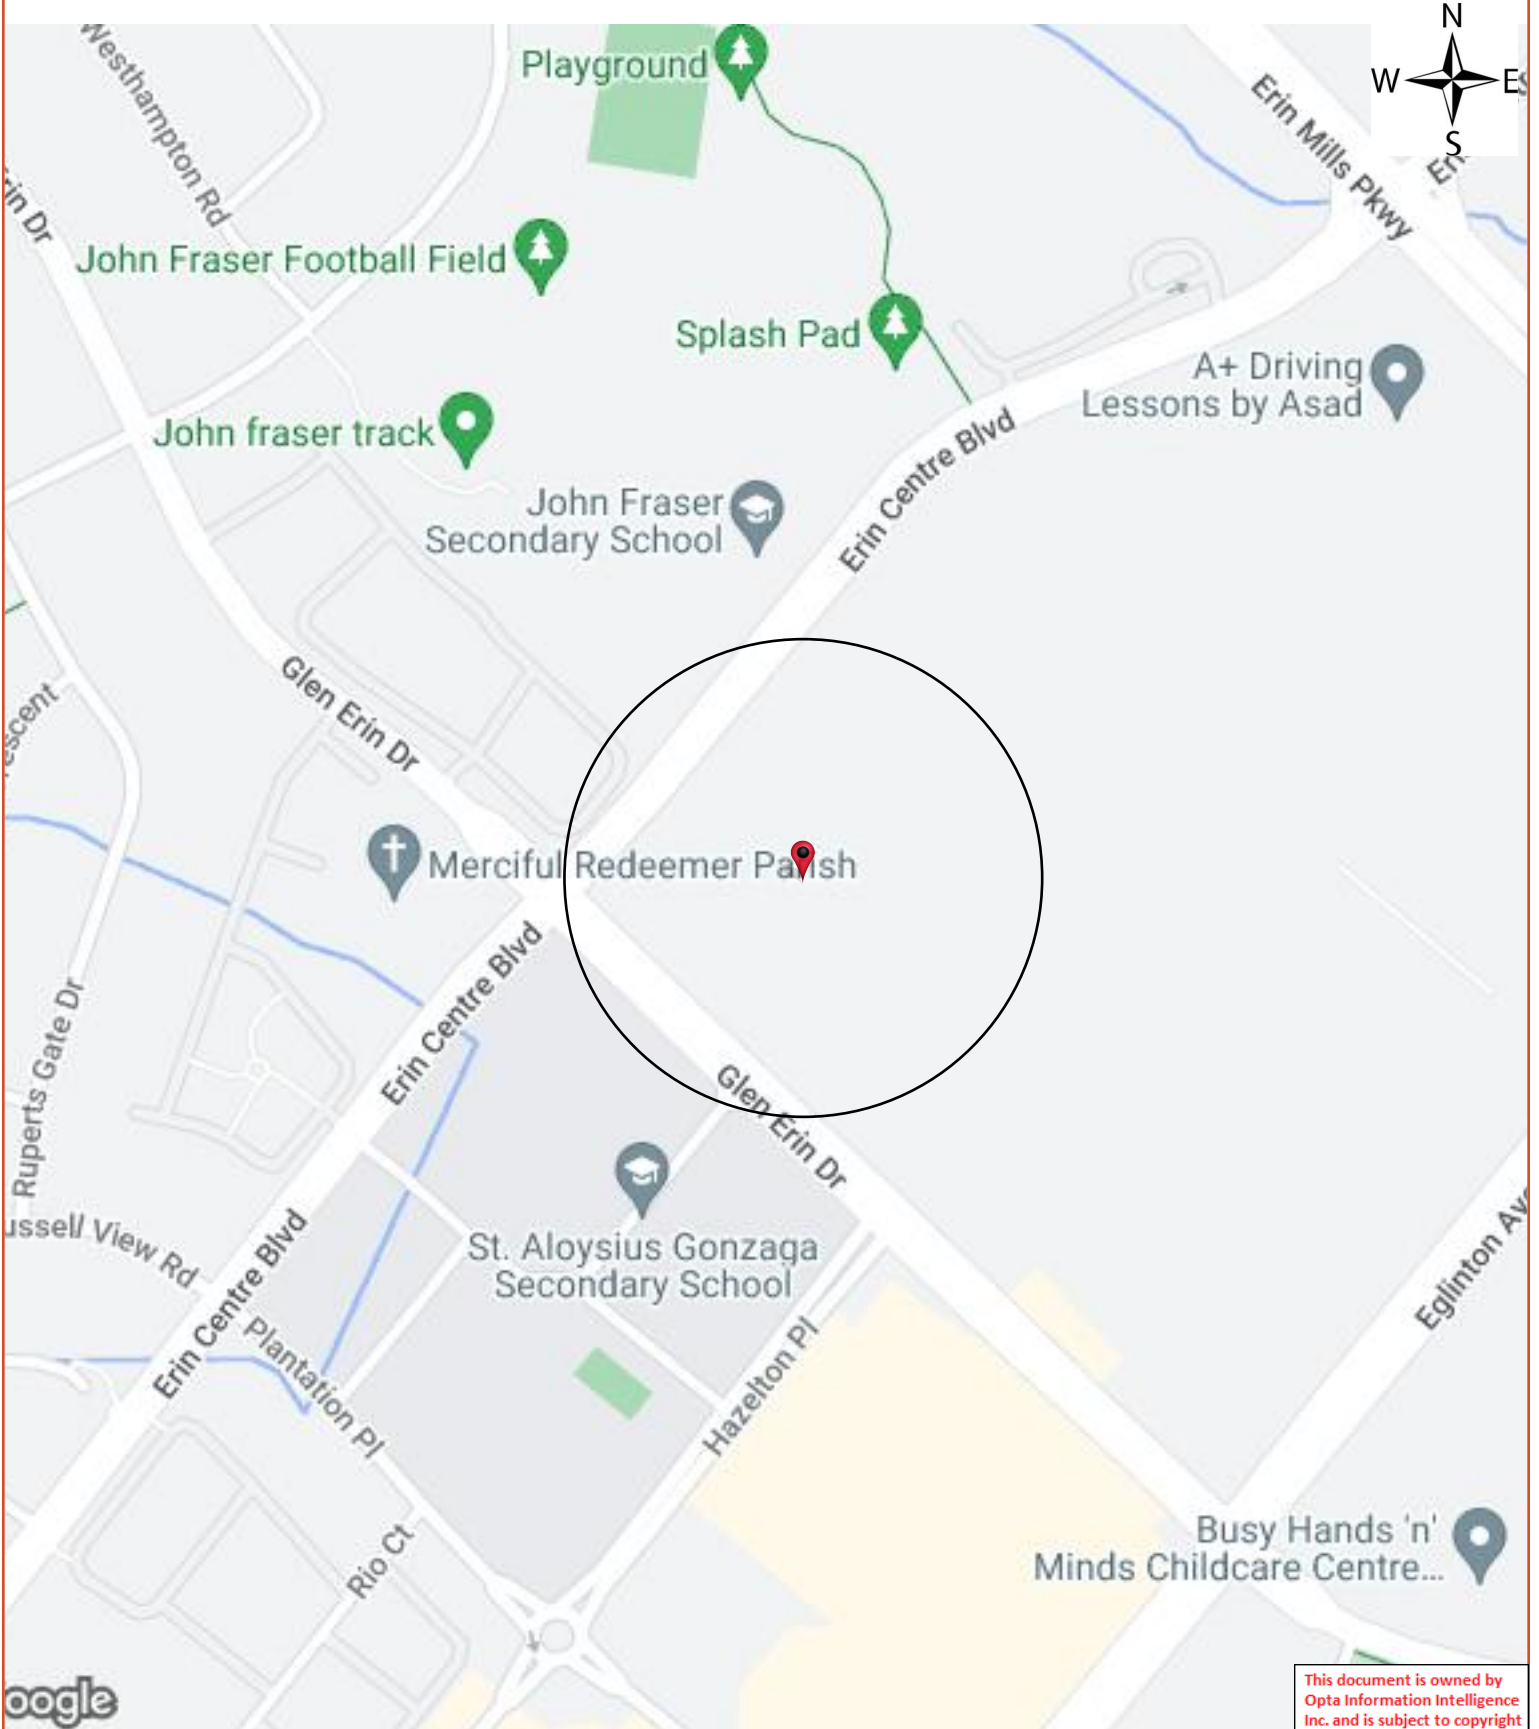 N
W
E
S
Playground
Westhampton Rd
Erin Mills Pkwy
rin Dr
John Fraser Football Field
Splash Pad
A+ Driving
Lessons by Asad
John fraser track
Erin Centre Blvd
John Fraser
Secondary School
Glen Erin Dr
escent
Merciful Redeemer Parish
Erin Centre Blvd
Ruperts Gate Dr
Glen Erin Dr
St. Aloysius Gonzaga
Secondary School
ussell View Rd
Erin Centre Blvd
Eglinton Ave
Plantation Pl
Hazelton Pl
Rio Ct
Busy Hands 'n'
Minds Childcare Centre...
oogle
This document is owned by
Opta Information Intelligence
Inc. and is subject to copyright